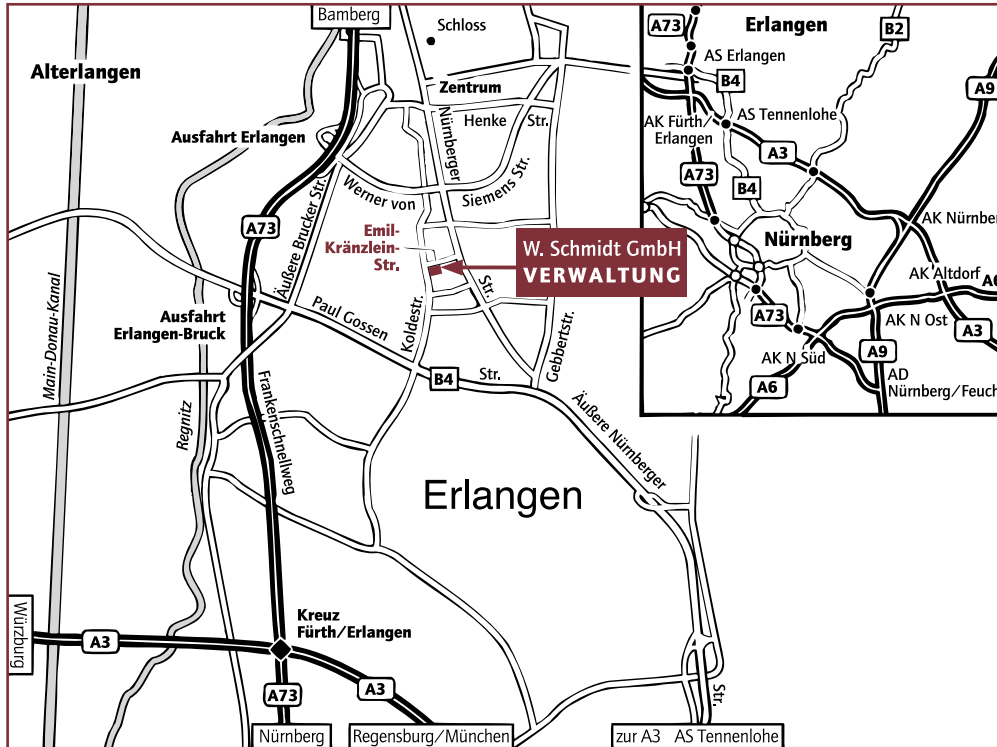 Bamberg
Schloss
Alterlangen
Zentrum
Nürnberger
Henke
Str.
Ausfahrt Erlangen
Werner von
Siemens Str.
A73
Äußere Brucker Str.
Emil-
Kränzlein-
Str.
W. Schmidt GmbH
VERWALTUNG
Str.
Ausfahrt
Erlangen-Bruck
Paul Gossen
Koldestr.
Gebbertstr.
B4
Str.
Main-Donau-Kanal
Regnitz
Frankenschnellweg
Äußere Nürnberger
Erlangen
Kreuz
Fürth/Erlangen
Würzburg
A3
A73
A3
Str.
Nürnberg
Regensburg/München
zur A3 AS Tennenlohe
A73
Erlangen
B2
AS Erlangen
B4
A9
AK Fürth/
Erlangen
AS Tennenlohe
A3
A73
B4
AK Nürnber
Nürnberg
AK Altdorf
A6
AK N Ost
A73
A3
AK N Süd
A9
A6
AD
Nürnberg/Feuch